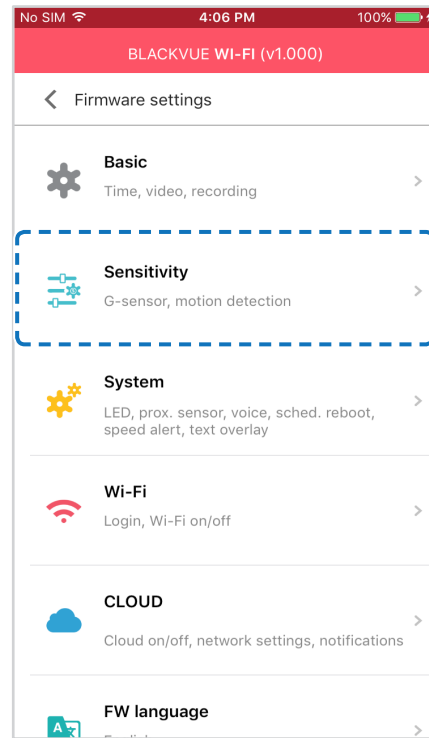 No SIM 4:06 PM 100%
BLACKVUE WI-FI (v1.000)
Firmware settings
Basic
Time, video, recording
Sensitivity
G-sensor, motion detection
System
LED, prox. sensor, voice, sched. reboot,
speed alert, text overlay
Wi-Fi
Login, Wi-Fi on/off
CLOUD
Cloud on/off, network settings, notifications
FW language